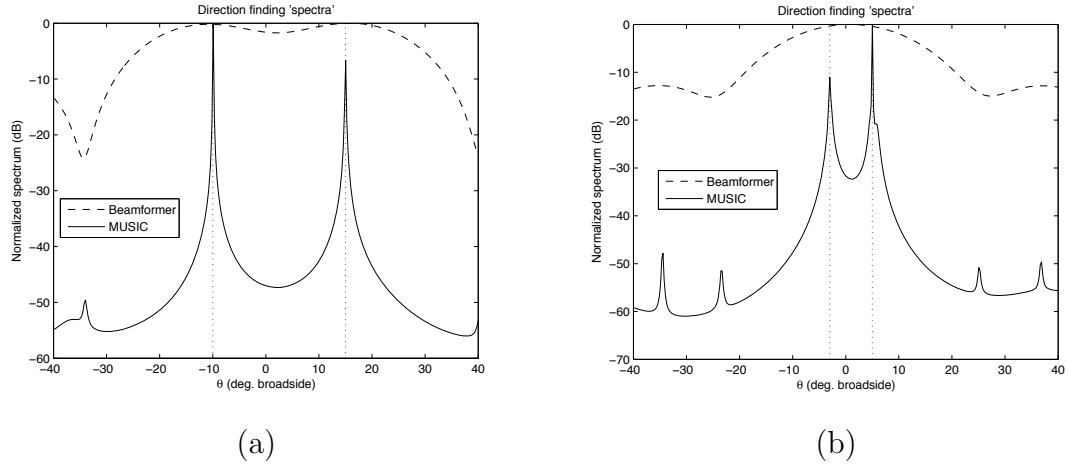 Direction finding 'spectra'
0
−10
−20
−30
−40
−50
−60
Normalized spectrum (dB)
Beamformer
MUSIC
−40 −30 −20 −10 0 10 20 30 40
θ (deg. broadside)
(a)
Direction finding 'spectra'
0
−10
−20
−30
−40
−50
−60
−70
Normalized spectrum (dB)
Beamformer
MUSIC
−40 −30 −20 −10 0 10 20 30 40
θ (deg. broadside)
(b)